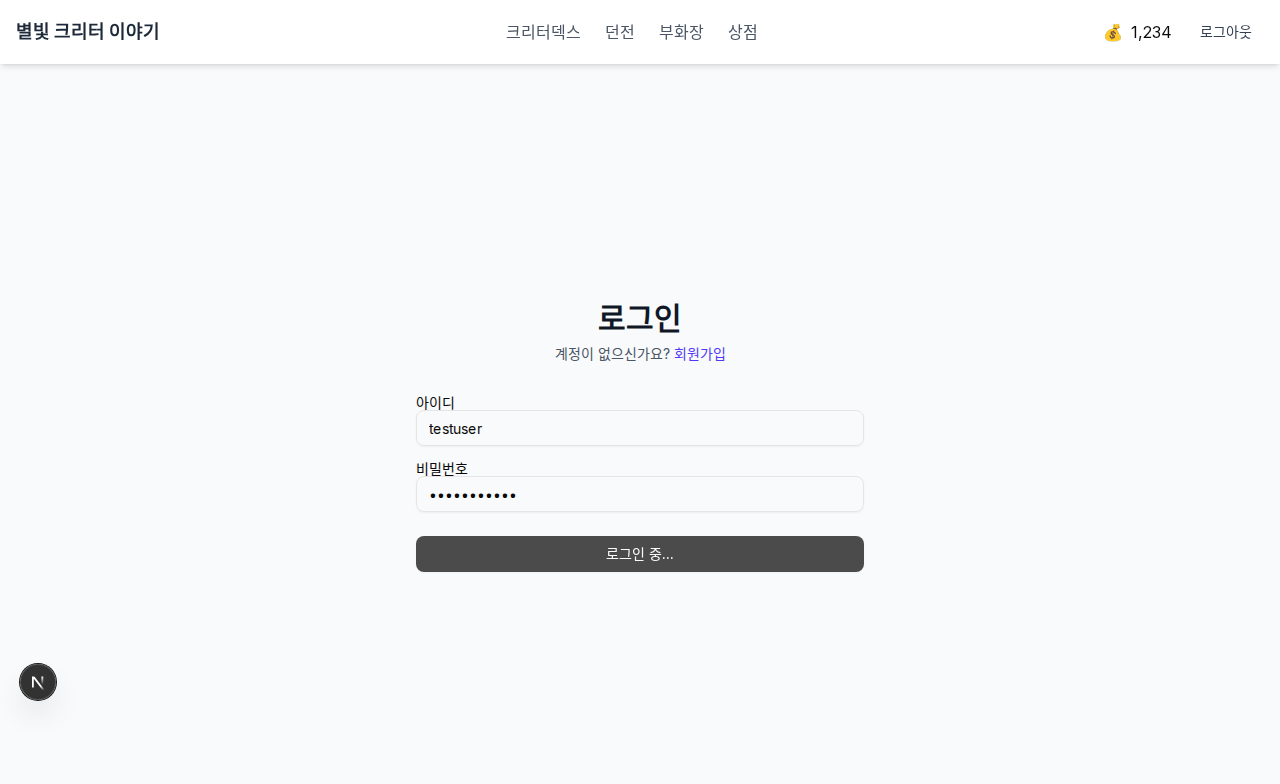 별빛 크리터 이야기
크리터덱스 던전 부화장 상점
💰 1,234 로그아웃
로그인
계정이 없으신가요? 회원가입
아이디
testuser
비밀번호
•••••••••••
로그인 중...
N